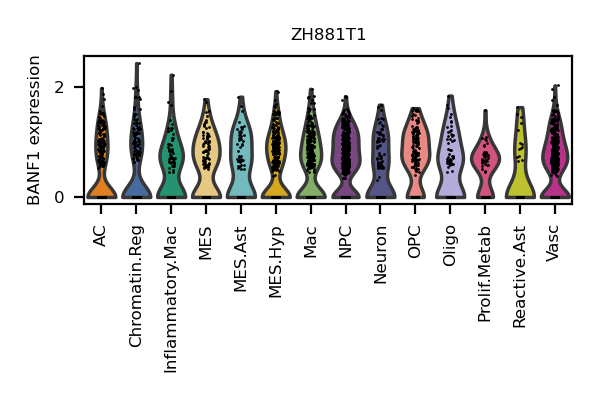 ZH881T1
BANF1 expression
2
0
AC
Chromatin.Reg
Inflammatory.Mac
MES
MES.Ast
MES.Hyp
Mac
NPC
Neuron
OPC
Oligo
Prolif.Metab
Reactive.Ast
Vasc